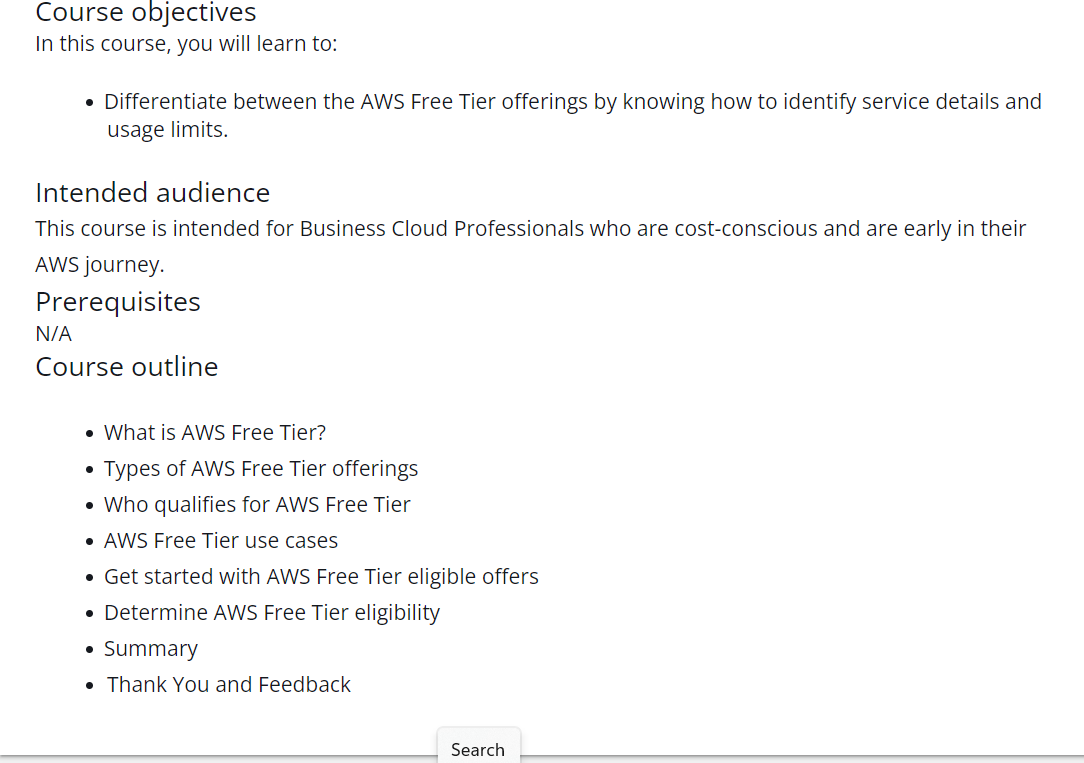 Course objectives
In this course, you will learn to:
• Differentiate between the AWS Free Tier offerings by knowing how to identify service details and
usage limits.
Intended audience
This course is intended for Business Cloud Professionals who are cost-conscious and are early in their
AWS journey.
Prerequisites
N/A
Course outline
• What is AWS Free Tier?
• Types of AWS Free Tier offerings
• Who qualifies for AWS Free Tier
• AWS Free Tier use cases
• Get started with AWS Free Tier eligible offers
• Determine AWS Free Tier eligibility
• Summary
• Thank You and Feedback
Search